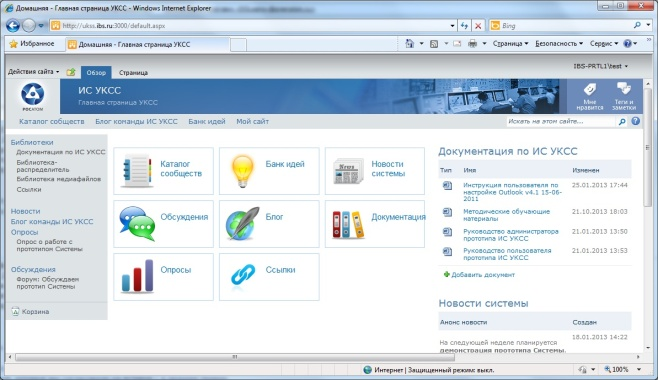 Домашняя - Главная страница УКСС - Windows Internet Explorer
http://ukss.ibs.ru:3000/default.aspx
Bing
Избранное
Домашняя - Главная страница УКСС
Страница
Безопасность
Сервис
Действия сайта
Обзор
Страница
IBS-PRTL1\test
РОСАТОМ
ИС УКСС
Главная страница УКСС
Мне нравится
Теги и заметки
Каталог собществ
Блог команды ИС УКСС
Банк идей
Мой сайт
Искать на этом сайте...
Библиотеки
Документация по ИС УКСС
Библиотека-
распределитель
Библиотека медиафайлов
Ссылки
Новости
Блог команды ИС УКСС
Опросы
Опрос о работе с
прототипом Системы
Обсуждения
Форум: Обсуждаем
прототип Системы
Корзина
Каталог
сообществ
Банк идей
Новости
системы
Обсуждения
Блог
Документация
Опросы
Ссылки
Документация по ИС УКСС
Тип Имя Изменен
Инструкция пользователя по
настройке Outlook v4.1 15-06-
2011
25.01.2013 17:44
Методические обучающие
материалы
21.10.2013 18:03
Руководство администратора
прототипа ИС УКСС
21.01.2013 13:50
Руководство пользователя
прототипа ИС УКСС
21.01.2013 13:53
Добавить документ
Новости системы
Анонс новости Создан
18.01.2013 14:22
На следующей неделе планируется
демонстрация прототипа Системы.
Интернет | Защищенный режим: выкл.
100%